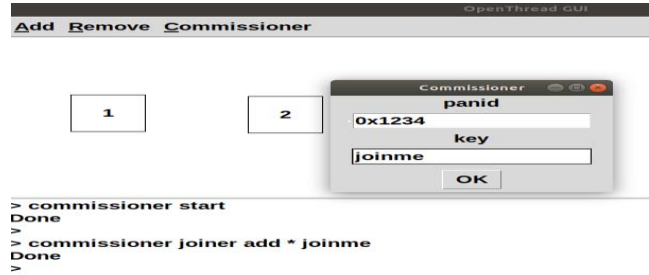 OpenThread GUI
Add Remove Commissioner
Commissioner
panid
0x1234
key
joinme
OK
1
2
> commissioner start
Done
>
> commissioner joiner add * joinme
Done
>